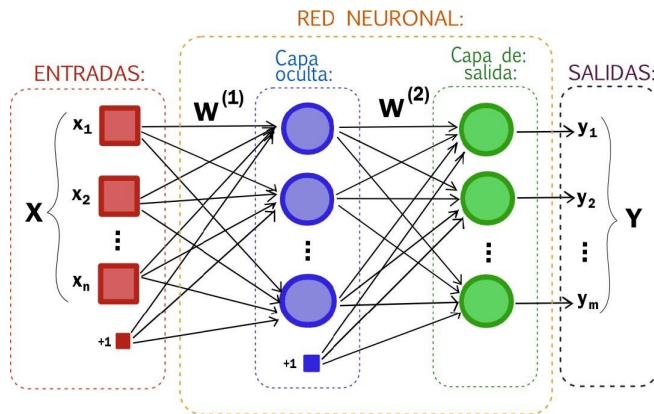 RED NEURONAL:
ENTRADAS:
Capa
oculta:
Capa de
salida:
SALIDAS:
W(1)
W(2)
X
x1
x2
⋮
xn
+1
⋮
+1
⋮
y1
y2
⋮
ym
Y